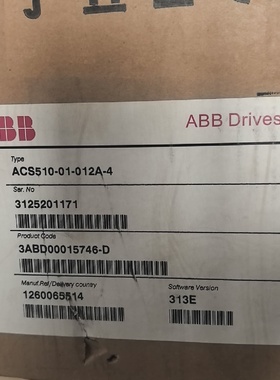 BB
ABB Drives
Type
ACS510-01-012A-4
Ser. No
3125201171
Product Code
3ABD00015746-D
Manuf.Ref/Delivery country
1260065514
Software Version
313E